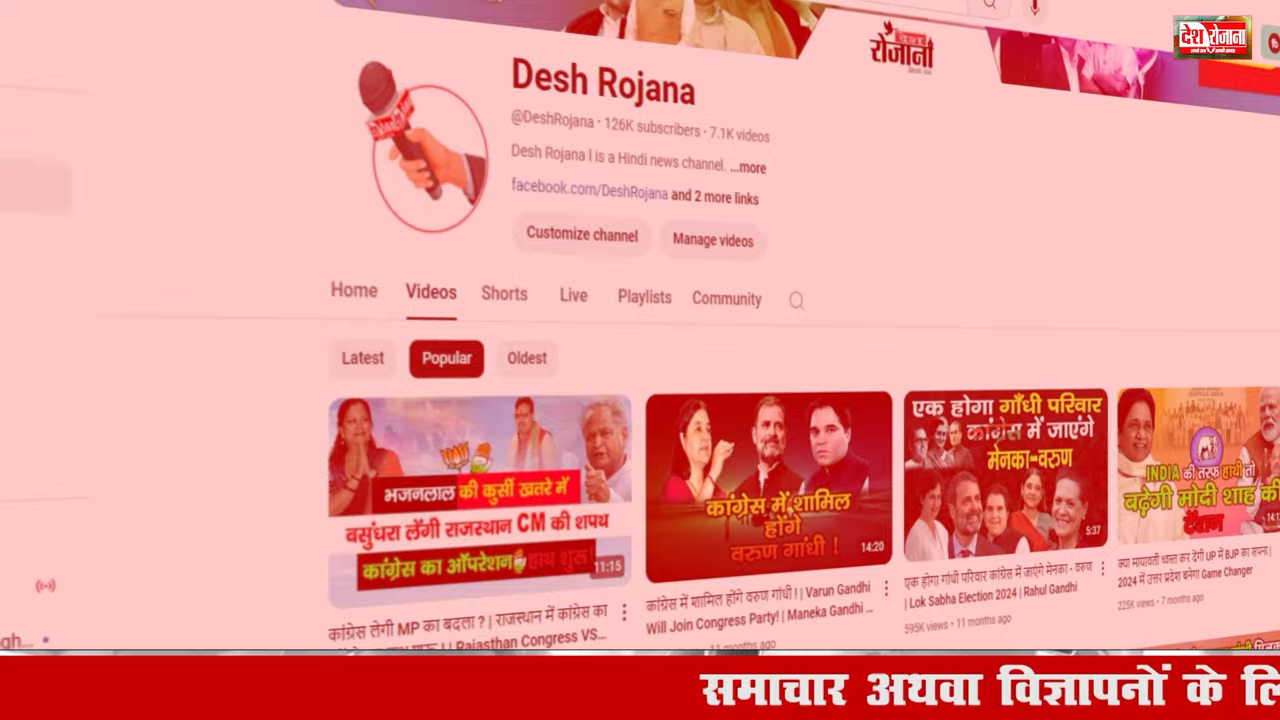 रोजाना
देश रोजाना
Desh Rojana
@DeshRojana · 126K subscribers · 7.1K videos
Desh Rojana l is a Hindi news channel. ...more
facebook.com/DeshRojana and 2 more links
Customize channel Manage videos
Home Videos Shorts Live Playlists Community
Latest Popular Oldest
भजनलाल की कुर्सी खतरे में
वसुंधरा लेंगी राजस्थान CM की शपथ
कांग्रेस का ऑपरेशन हाथ शुरू!
11:15
कांग्रेस लेगी MP का बदला ? | राजस्थान में कांग्रेस का
Rajasthan Congress VS...
कांग्रेस में शामिल
होंगे
वरुण गांधी !
14:20
कांग्रेस में शामिल होंगे वरुण गांधी ! | Varun Gandhi
Will Join Congress Party! | Maneka Gandhi ...
11 months ago
एक होगा गाँधी परिवार
कांग्रेस में जाएंगे
मेनका-वरुण
5:37
एक होगा गांधी परिवार कांग्रेस में जाएंगे मेनका - वरुण
| Lok Sabha Election 2024 | Rahul Gandhi
595K views • 11 months ago
INDIA की तरफ हाथी तो
बढ़ेगी मोदी शाह की
टेंशन
क्या मायावती ध्वस्त कर देंगी UP में BJP का सपना |
2024 में उत्तर प्रदेश बनेगा Game Changer
225K views • 7 months ago
gh...
समाचार अथवा विज्ञापनों के लि